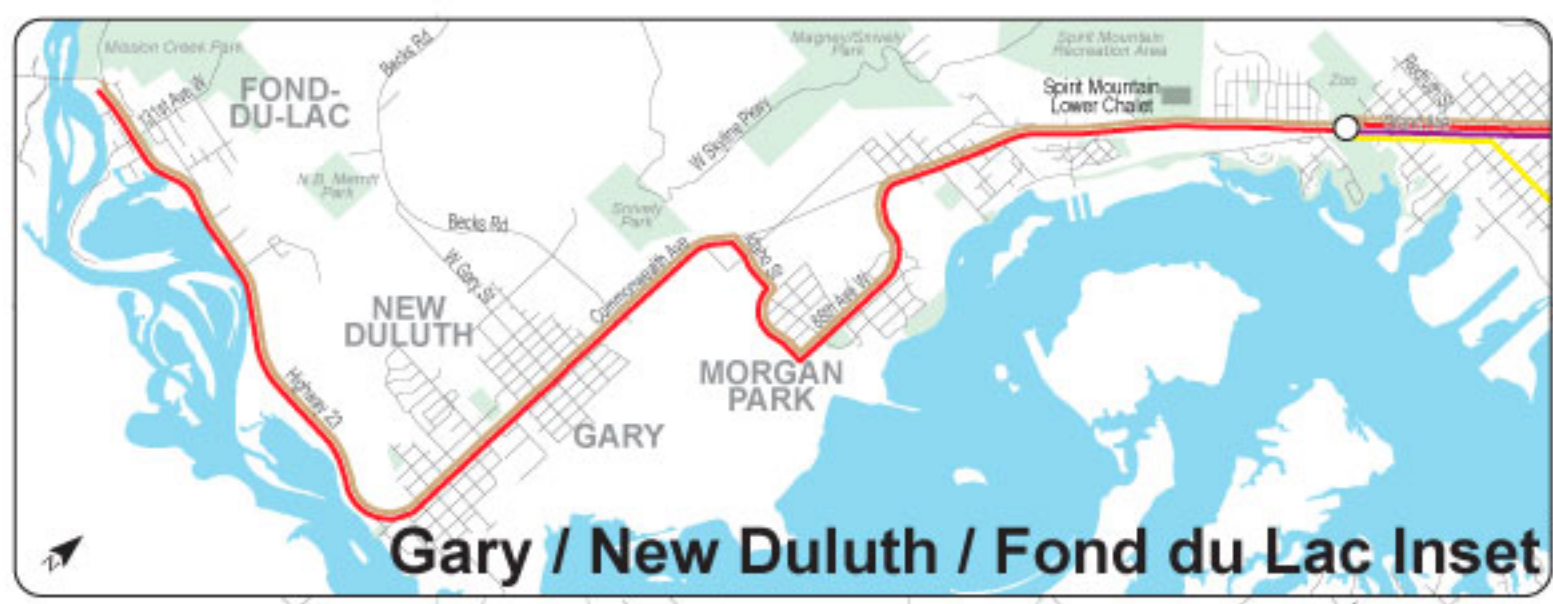 Mission Creek Park
FOND-
DU-LAC
131st Ave W
Becks Rd
Magney/Snively
Park
Spirit Mountain
Recreation Area
Spirit Mountain
Lower Chalet
Zoo
Grand Ave
W Skyline Pkwy
N.B. Merritt
Park
Snively
Park
Becks Rd
W Gary St
Commonwealth Ave
Idaho St
88th Ave W
NEW
DULUTH
MORGAN
PARK
Highway 23
GARY
N
Gary / New Duluth / Fond du Lac Inset